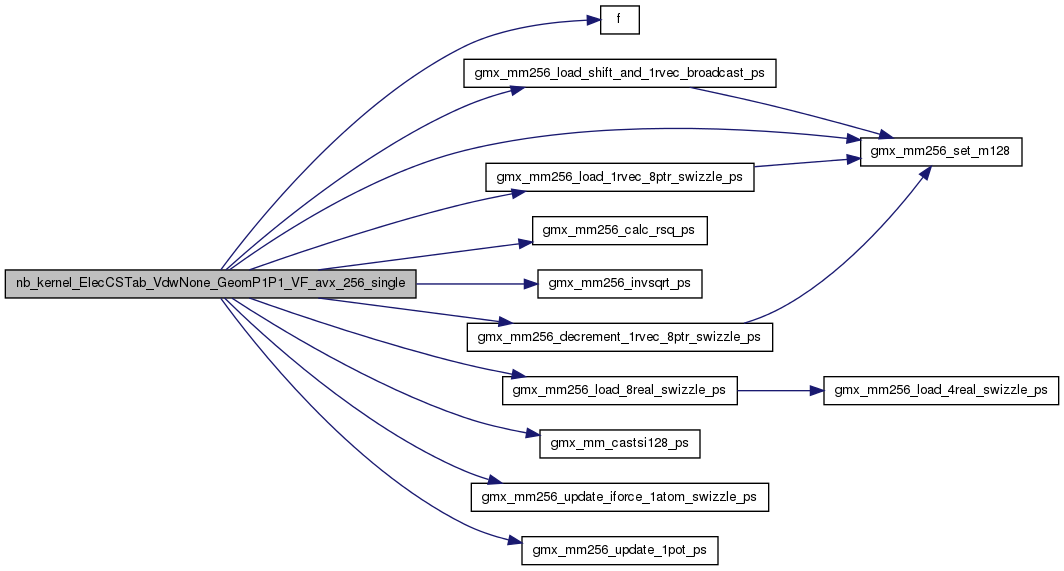 f
gmx_mm256_load_shift_and_1rvec_broadcast_ps
gmx_mm256_set_m128
gmx_mm256_load_1rvec_8ptr_swizzle_ps
gmx_mm256_calc_rsq_ps
nb_kernel_ElecCSTab_VdwNone_GeomP1P1_VF_avx_256_single
gmx_mm256_invsqrt_ps
gmx_mm256_decrement_1rvec_8ptr_swizzle_ps
gmx_mm256_load_8real_swizzle_ps
gmx_mm256_load_4real_swizzle_ps
gmx_mm_castsi128_ps
gmx_mm256_update_iforce_1atom_swizzle_ps
gmx_mm256_update_1pot_ps